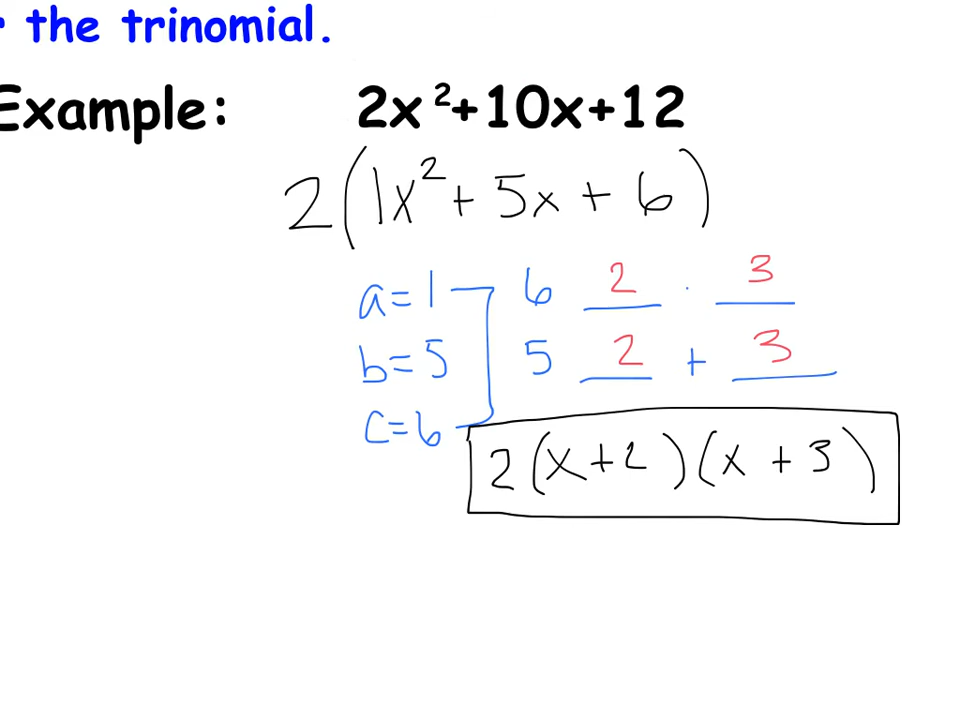 the trinomial.
Example: 2x²+10x+12
2(1x² + 5x + 6)
a=1 6 2 · 3
b=5 5 2 + 3
c=6
2(x+2)(x+3)